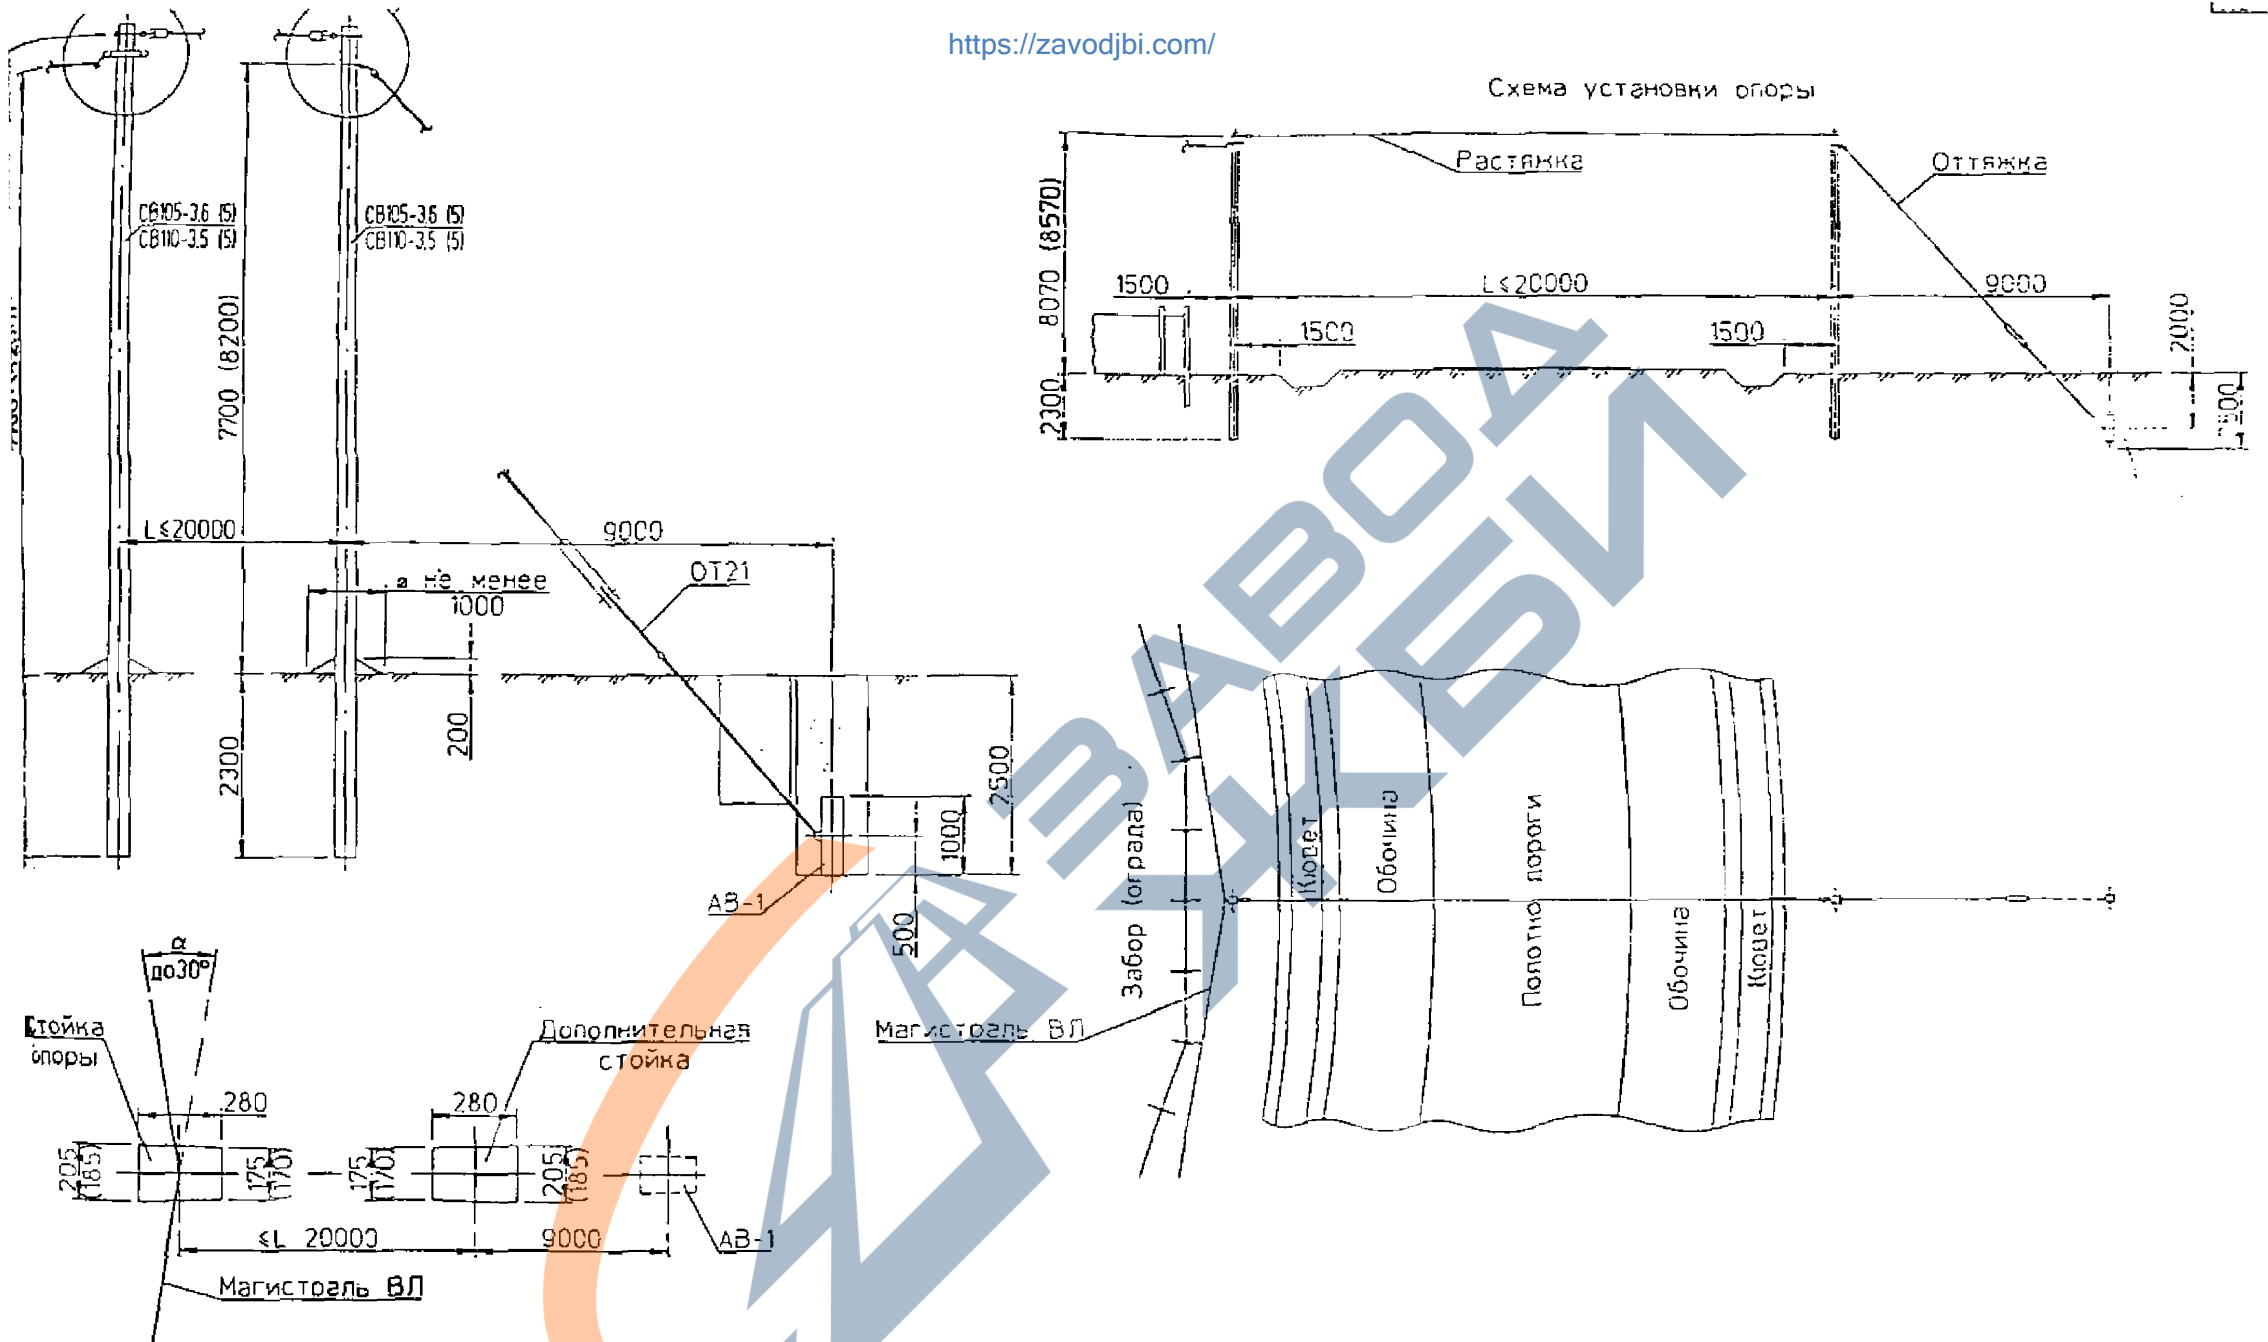 https://zavodjbi.com/
Схема установки опоры
Растяжка
Оттяжка
8070 (8570)
2300
1500
L≤20000
9000
1500
1500
2000
СВ105-3.6 (5)
СВ110-3.5 (5)
СВ105-3.6 (5)
СВ110-3.5 (5)
7700 (8200)
L≤20000
9000
ОТ21
а не менее
1000
200
2300
2500
1000
500
АВ-1
α
до30°
Стойка
опоры
Дополнительная
стойка
280
280
205
(185)
175
(170)
175
(170)
205
(185)
≤L 20000
9000
АВ-1
Магистраль ВЛ
Магистраль ВЛ
Забор (ограда)
Кювет
Обочина
Полотно дороги
Обочина
Кювет
ЗАВОД
ЖБИ